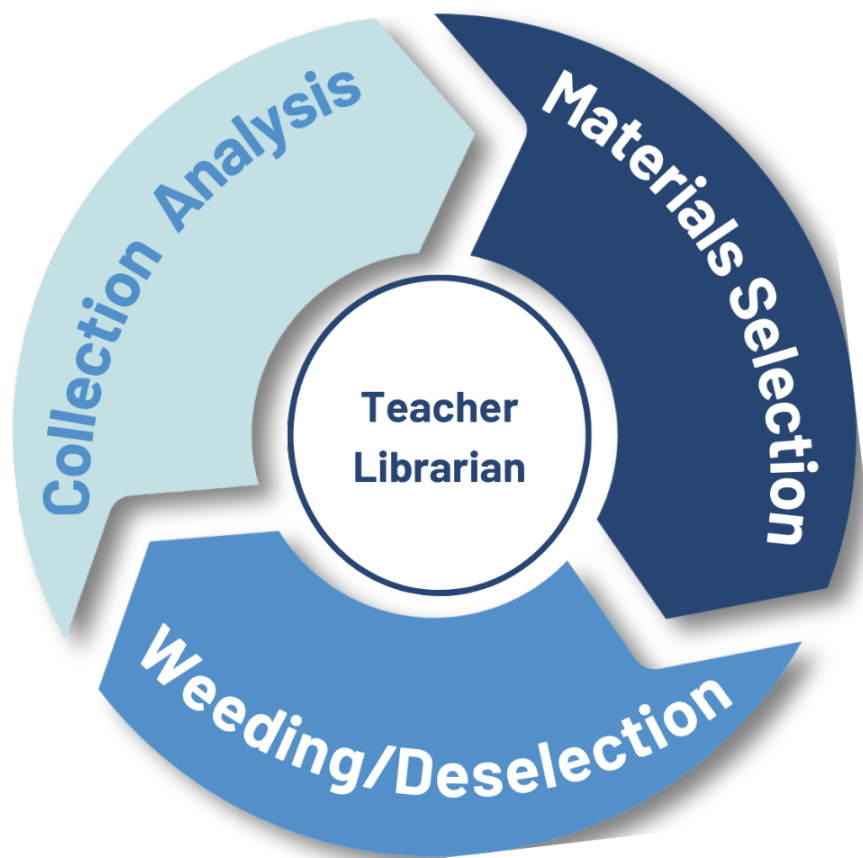 Collection Analysis
Materials Selection
Teacher
Librarian
Weeding/Deselection